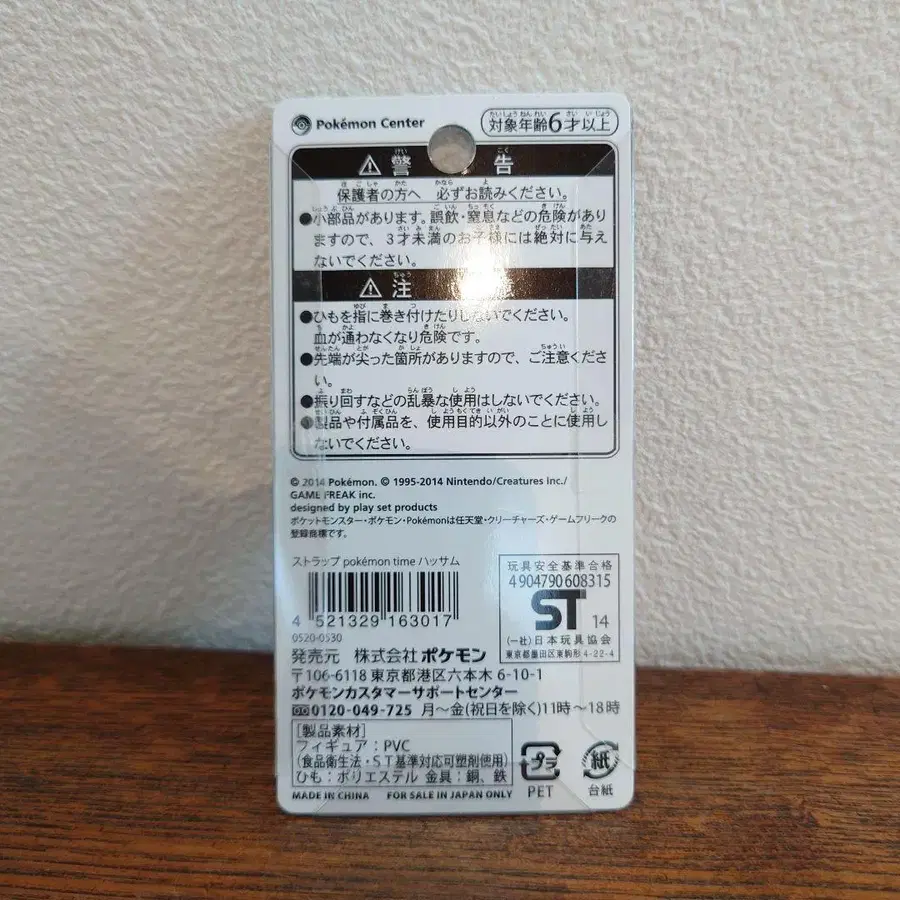 Pokémon Center
対象年齢6才以上
警告
保護者の方へ 必ずお読みください。
●小部品があります。誤飲・窒息などの危険があり
ますので、3才未満のお子様には絶対に与え
ないでください。
注
●ひもを指に巻き付けたりしないでください。
血が通わなくなり危険です。
●先端が尖った箇所がありますので、ご注意くださ
い。
●振り回すなどの乱暴な使用はしないでください。
●製品や付属品を、使用目的以外のことに使用し
ないでください。
© 2014 Pokémon. © 1995-2014 Nintendo/Creatures inc./
GAME FREAK inc.
designed by play set products
ポケットモンスター・ポケモン・Pokémonは任天堂・クリーチャーズ・ゲームフリークの
登録商標です。
ストラップ pokémon time ハッサム
4 521329 163017
0520-0530
玩具安全基準合格
4904790608315
ST 14
(一社)日本玩具協会
東京都墨田区東駒形4-22-4
発売元 株式会社ポケモン
〒106-6118 東京都港区六本木 6-10-1
ポケモンカスタマーサポートセンター
0120-049-725 月〜金(祝日を除く)11時〜18時
[製品素材]
フィギュア:PVC
(食品衛生法・ST基準対応可塑剤使用)
ひも:ポリエステル 金具:銅、鉄
MADE IN CHINA FOR SALE IN JAPAN ONLY
プラ
PET
紙
台紙